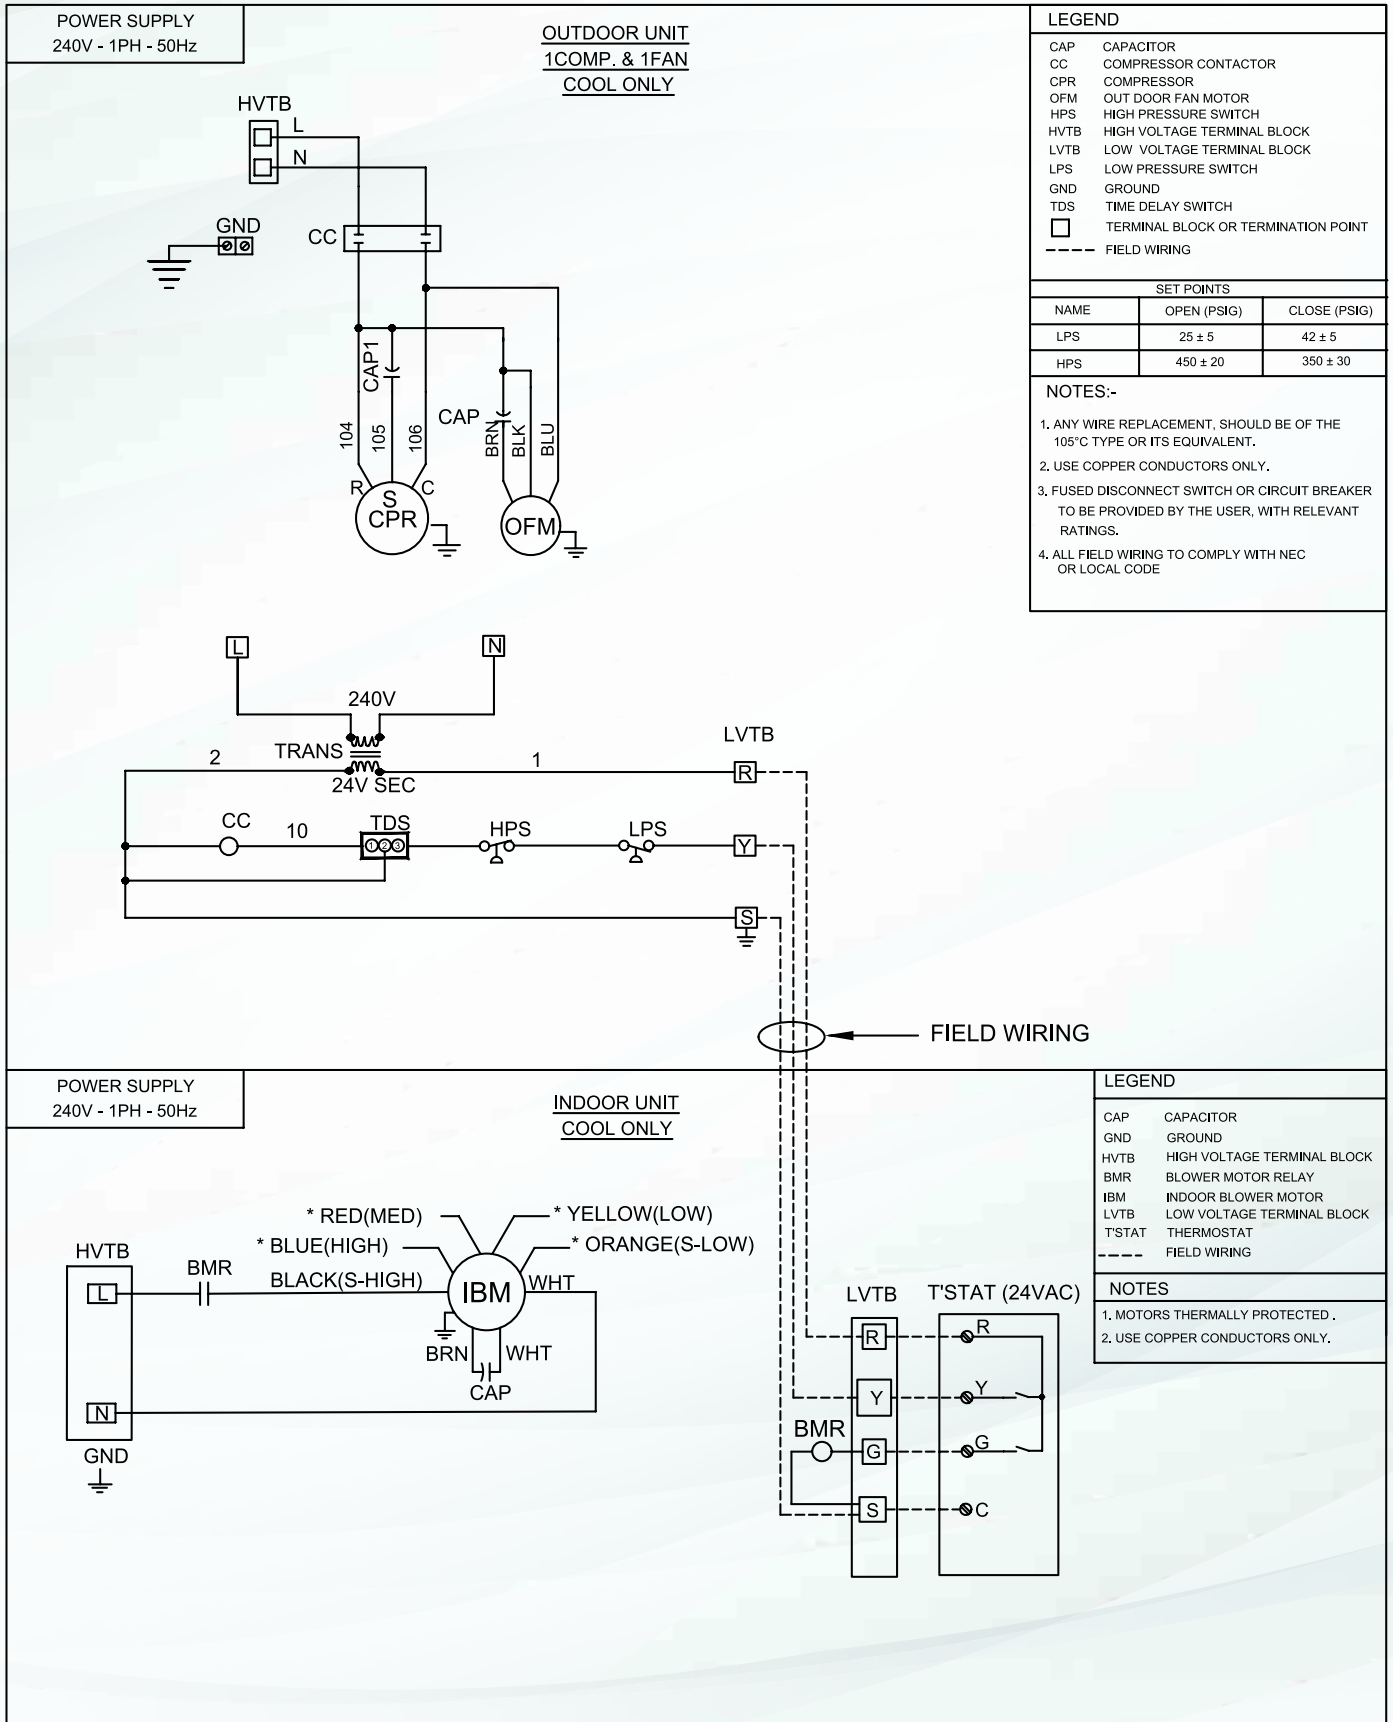 POWER SUPPLY
240V - 1PH - 50Hz
OUTDOOR UNIT
1COMP. & 1FAN
COOL ONLY
LEGEND
CAP CAPACITOR
CC COMPRESSOR CONTACTOR
CPR COMPRESSOR
OFM OUT DOOR FAN MOTOR
HPS HIGH PRESSURE SWITCH
HVTB HIGH VOLTAGE TERMINAL BLOCK
LVTB LOW VOLTAGE TERMINAL BLOCK
LPS LOW PRESSURE SWITCH
GND GROUND
TDS TIME DELAY SWITCH
TERMINAL BLOCK OR TERMINATION POINT
FIELD WIRING
SET POINTS
NAME OPEN (PSIG) CLOSE (PSIG)
LPS 25 ± 5 42 ± 5
HPS 450 ± 20 350 ± 30
NOTES:-
1. ANY WIRE REPLACEMENT, SHOULD BE OF THE
105°C TYPE OR ITS EQUIVALENT.
2. USE COPPER CONDUCTORS ONLY.
3. FUSED DISCONNECT SWITCH OR CIRCUIT BREAKER
TO BE PROVIDED BY THE USER, WITH RELEVANT
RATINGS.
4. ALL FIELD WIRING TO COMPLY WITH NEC
OR LOCAL CODE
HVTB
L
N
GND
CC
CAP1
CAP
104 105 106 BRN BLK BLU
R S C
CPR OFM
L N
240V
TRANS
24V SEC
2 1
LVTB
R
CC 10 TDS HPS LPS
1 2 3 Y
S
FIELD WIRING
POWER SUPPLY
240V - 1PH - 50Hz
INDOOR UNIT
COOL ONLY
LEGEND
CAP CAPACITOR
GND GROUND
HVTB HIGH VOLTAGE TERMINAL BLOCK
BMR BLOWER MOTOR RELAY
IBM INDOOR BLOWER MOTOR
LVTB LOW VOLTAGE TERMINAL BLOCK
T'STAT THERMOSTAT
FIELD WIRING
NOTES
1. MOTORS THERMALLY PROTECTED .
2. USE COPPER CONDUCTORS ONLY.
* RED(MED) * YELLOW(LOW)
* BLUE(HIGH) * ORANGE(S-LOW)
HVTB
BMR
BLACK(S-HIGH) IBM WHT
L
BRN WHT
CAP
N
GND
LVTB T'STAT (24VAC)
R R
Y Y
BMR G G
S C